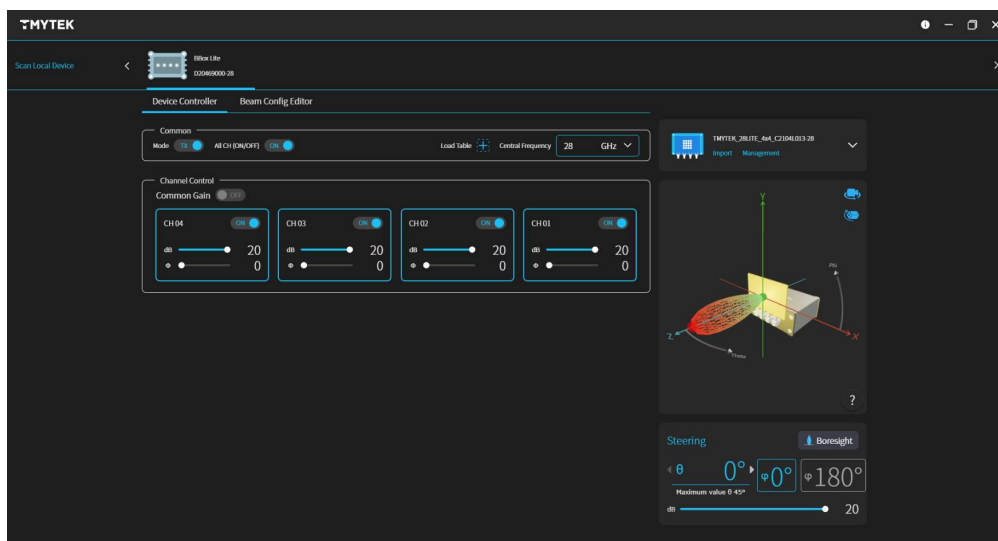 TMYTEK
Scan Local Device
BBox Lite
D20469000-28
Device Controller Beam Config Editor
Common
Mode TX All CH (ON/OFF) ON Load Table Central Frequency 28 GHz
TMYTEK_28LITE_4x4_C2104L013-28
Import Management
Channel Control
Common Gain OFF
CH 04 ON CH 03 ON CH 02 ON CH 01 ON
dB 20 dB 20 dB 20 dB 20
Φ 0 Φ 0 Φ 0 Φ 0
Y
Phi
Z X
Theta
?
Steering Boresight
θ 0° φ0° φ180°
Maximum value θ 45°
dB 20